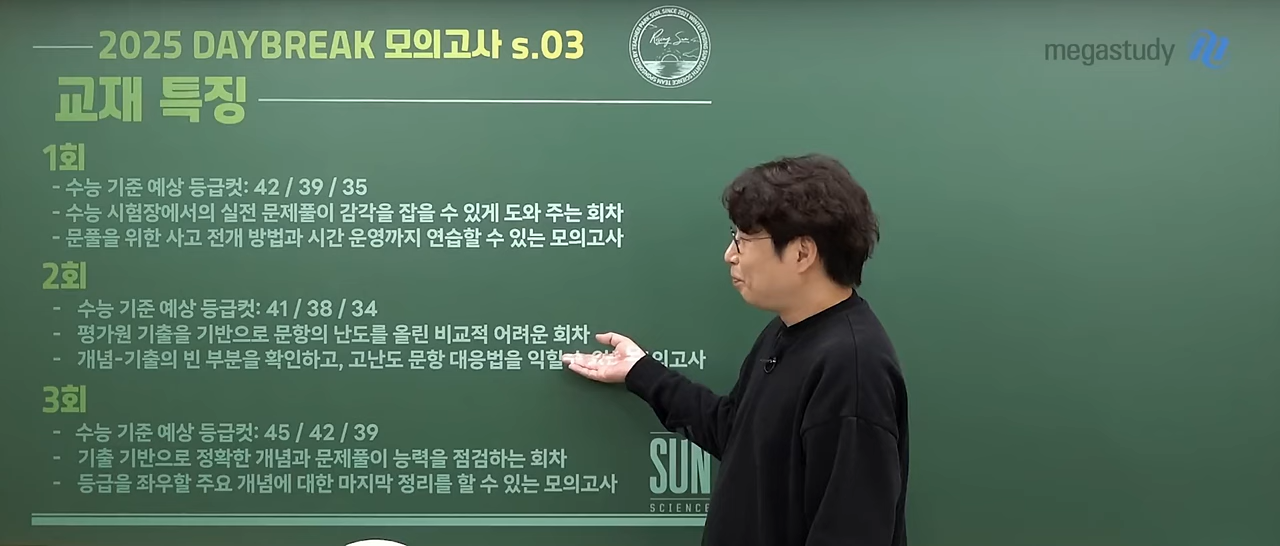 2025 DAYBREAK 모의고사 s.03
megastudy
교재 특징
1회
- 수능 기준 예상 등급컷: 42 / 39 / 35
- 수능 시험장에서의 실전 문제풀이 감각을 잡을 수 있게 도와 주는 회차
- 문풀을 위한 사고 전개 방법과 시간 운영까지 연습할 수 있는 모의고사
2회
- 수능 기준 예상 등급컷: 41 / 38 / 34
- 평가원 기출을 기반으로 문항의 난도를 올린 비교적 어려운 회차
- 개념-기출의 빈 부분을 확인하고, 고난도 문항 대응법을 익힐
3회
- 수능 기준 예상 등급컷: 45 / 42 / 39
- 기출 기반으로 정확한 개념과 문제풀이 능력을 점검하는 회차
- 등급을 좌우할 주요 개념에 대한 마지막 정리를 할 수 있는 모의고사
SUN
SCIENCE